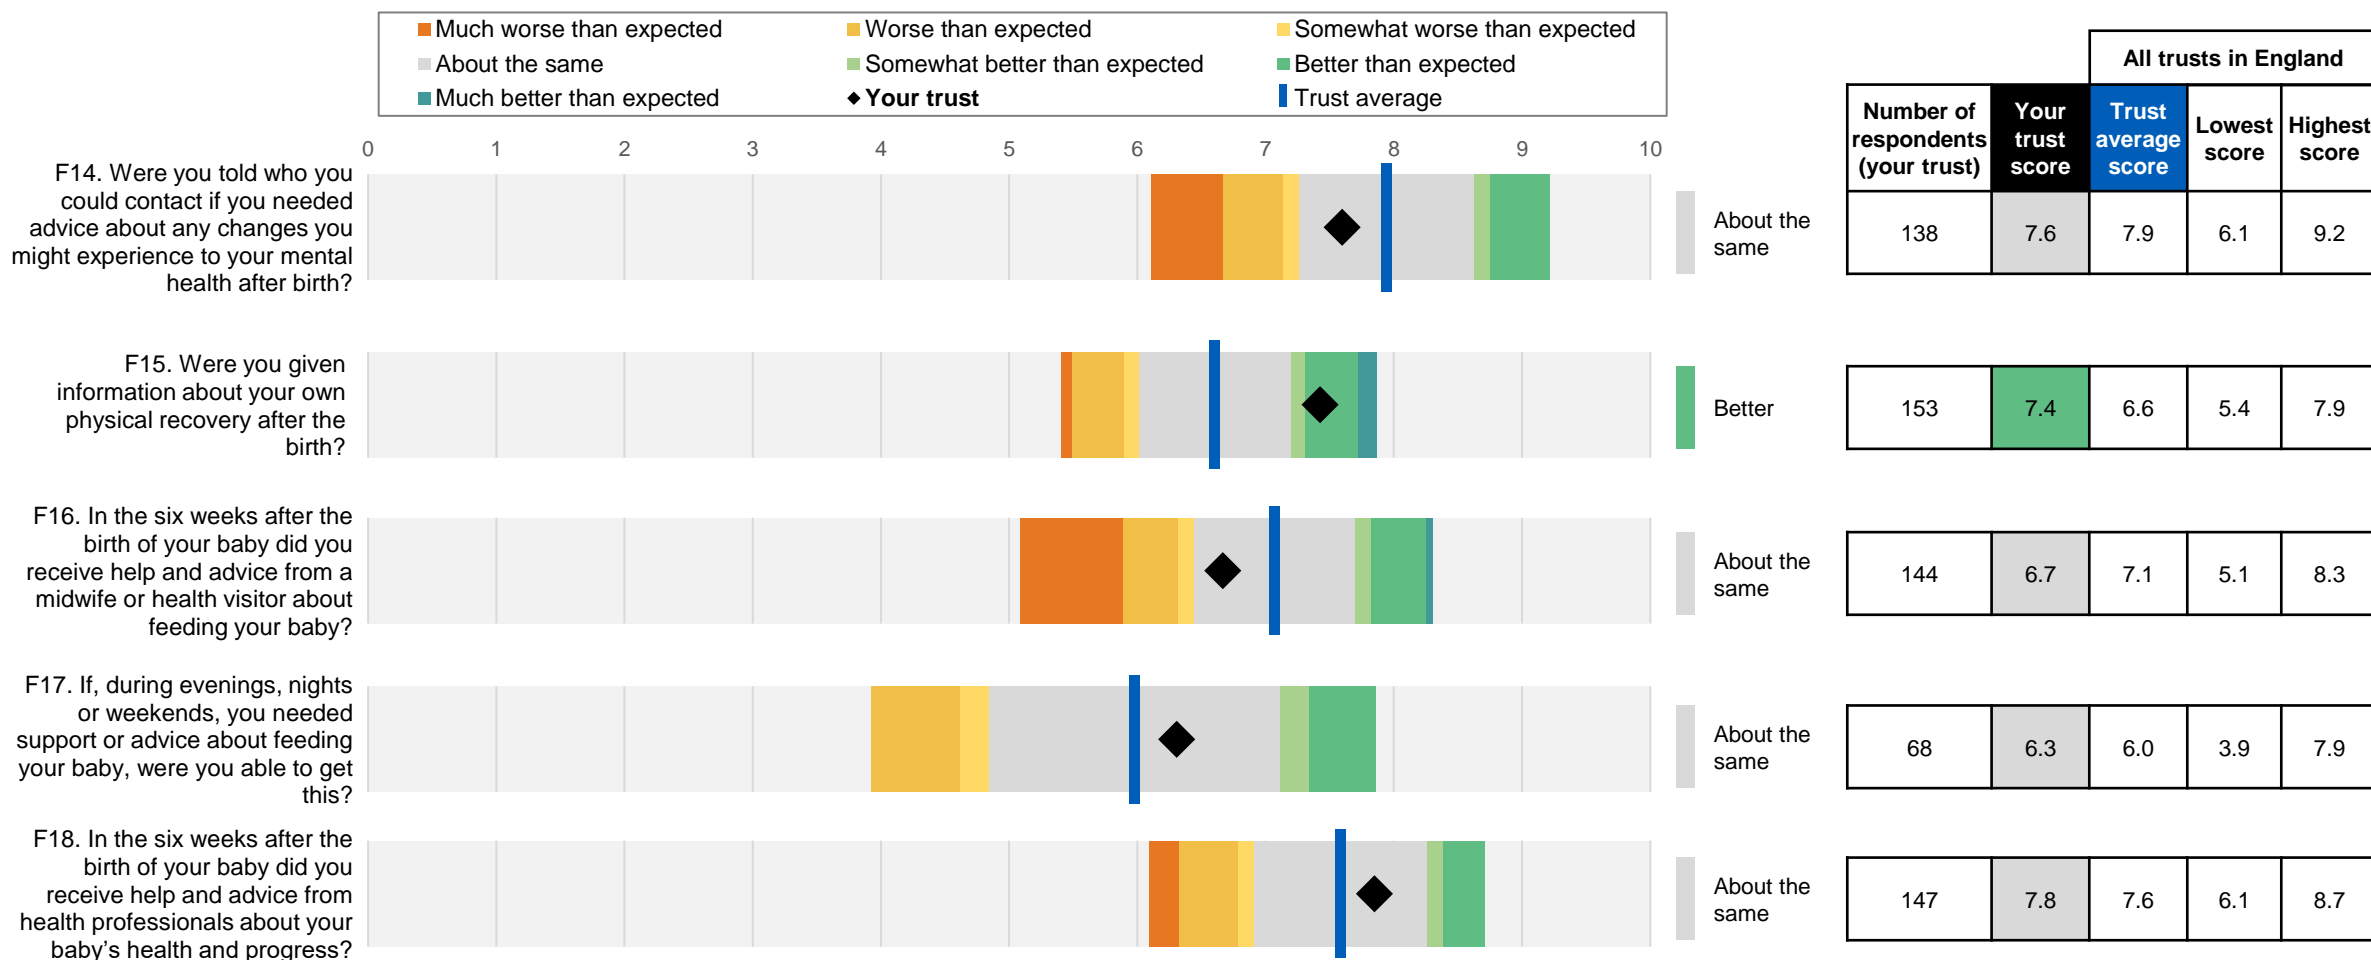 Much worse than expected
Worse than expected
Somewhat worse than expected
About the same
Somewhat better than expected
Better than expected
Much better than expected
Your trust
Trust average
All trusts in England
Number of respondents (your trust)
Your trust score
Trust average score
Lowest score
Highest score
0 1 2 3 4 5 6 7 8 9 10
F14. Were you told who you
could contact if you needed
advice about any changes you
might experience to your mental
health after birth?
About the
same
138 7.6 7.9 6.1 9.2
F15. Were you given
information about your own
physical recovery after the
birth?
Better
153 7.4 6.6 5.4 7.9
F16. In the six weeks after the
birth of your baby did you
receive help and advice from a
midwife or health visitor about
feeding your baby?
About the
same
144 6.7 7.1 5.1 8.3
F17. If, during evenings, nights
or weekends, you needed
support or advice about feeding
your baby, were you able to get
this?
About the
same
68 6.3 6.0 3.9 7.9
F18. In the six weeks after the
birth of your baby did you
receive help and advice from
health professionals about your
baby’s health and progress?
About the
same
147 7.8 7.6 6.1 8.7